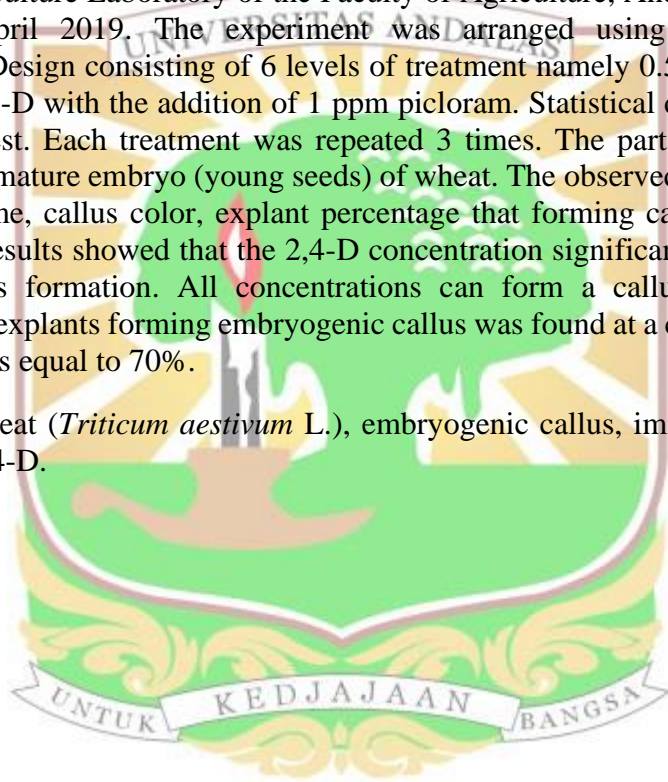 ulture Laboratory of the Faculty of Agriculture, And
pril 2019. The experiment was arranged using
UNIVERSITAS ANDALAS
Design consisting of 6 levels of treatment namely 0.5
-D with the addition of 1 ppm picloram. Statistical
est. Each treatment was repeated 3 times. The part
mature embryo (young seeds) of wheat. The observed
me, callus color, explant percentage that forming ca
esults showed that the 2,4-D concentration significan
s formation. All concentrations can form a callu
explants forming embryogenic callus was found at a
s equal to 70%.
eat (Triticum aestivum L.), embryogenic callus, im
4-D.
UNTUK KEDJAJAAN BANGSA